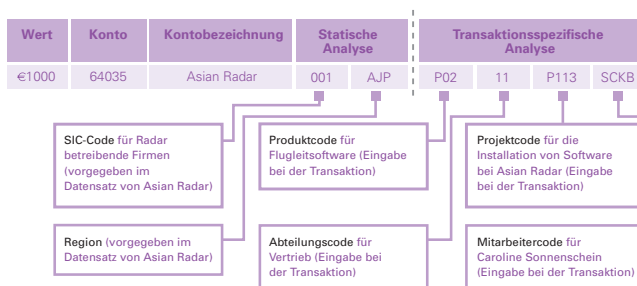 Wert Konto Kontobezeichnung Statische Analyse Transaktionsspezifische Analyse
€1000 64035 Asian Radar 001 AJP P02 11 P113 SCKB
SIC-Code für Radar
betreibende Firmen
(vorgegeben im
Datensatz von Asian Radar)
Produktcode für
Flugleitsoftware (Eingabe
bei der Transaktion)
Projektcode für die
Installation von Software
bei Asian Radar (Eingabe
bei der Transaktion)
Region (vorgegeben im
Datensatz von Asian Radar)
Abteilungscode für
Vertrieb (Eingabe bei
der Transaktion)
Mitarbeitercode für
Caroline Sonnenschein
(Eingabe bei der Transaktion)